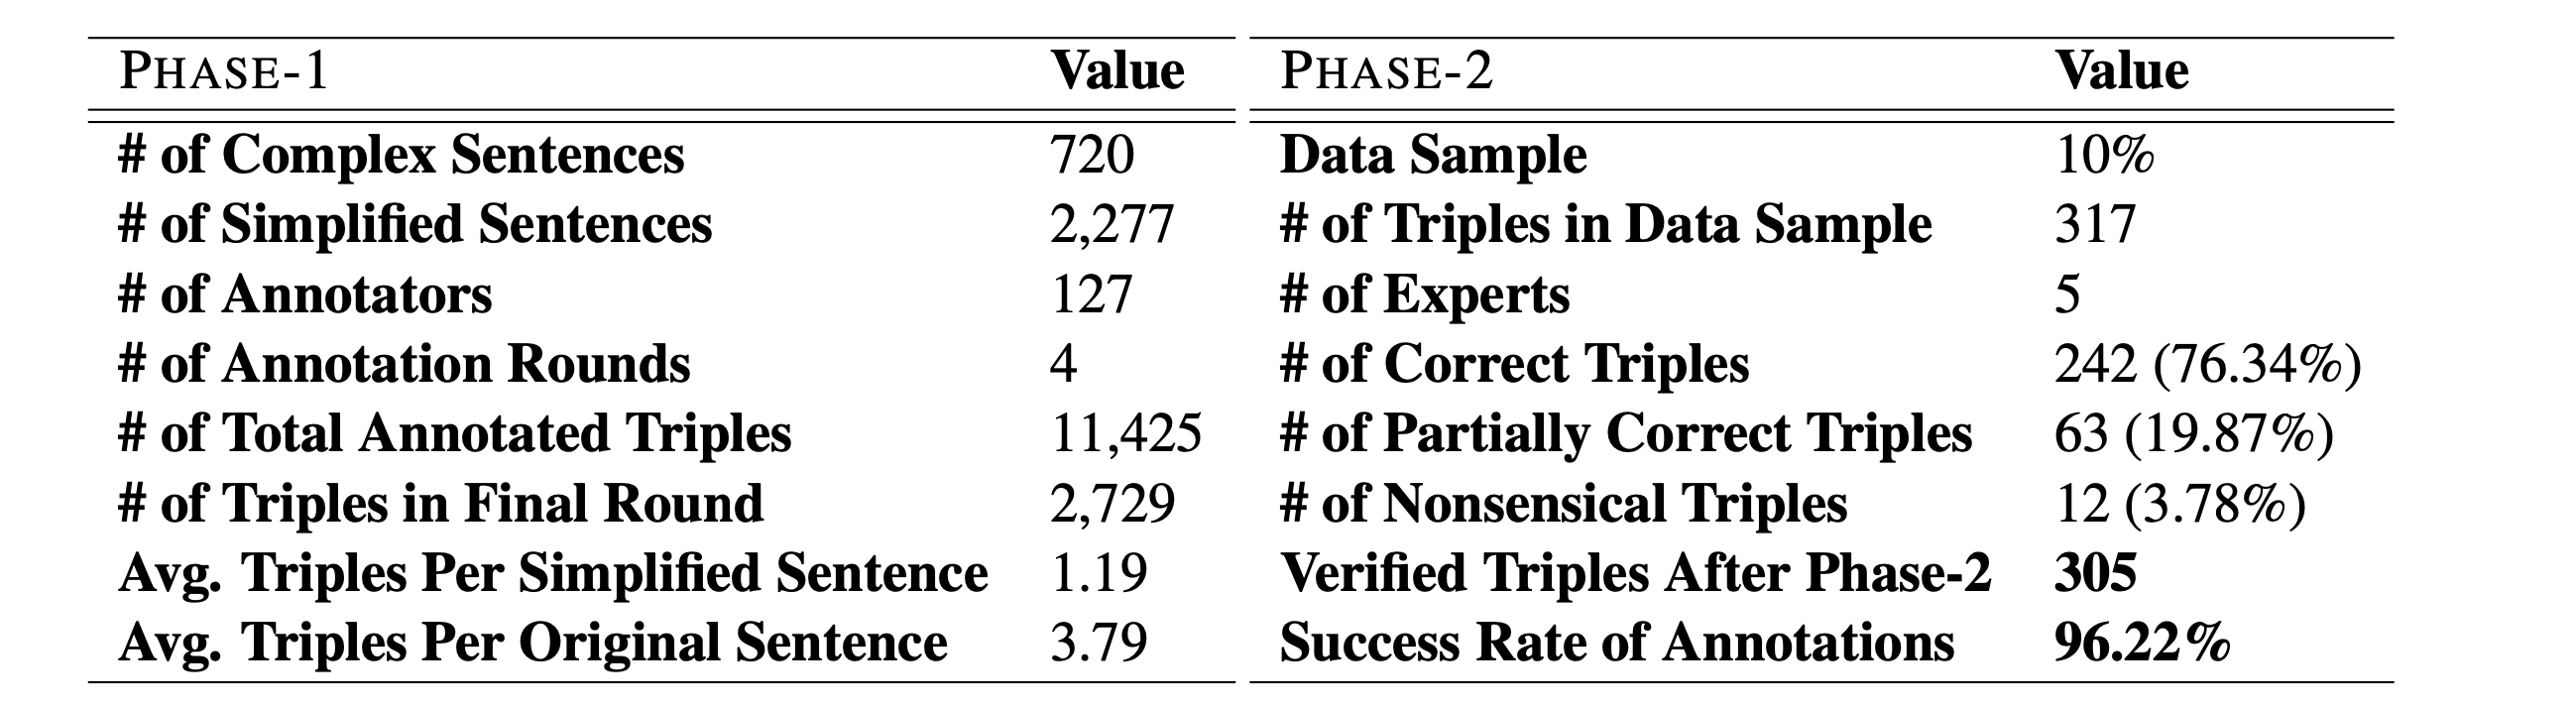 PHASE-1 Value PHASE-2 Value
# of Complex Sentences 720 Data Sample 10%
# of Simplified Sentences 2,277 # of Triples in Data Sample 317
# of Annotators 127 # of Experts 5
# of Annotation Rounds 4 # of Correct Triples 242 (76.34%)
# of Total Annotated Triples 11,425 # of Partially Correct Triples 63 (19.87%)
# of Triples in Final Round 2,729 # of Nonsensical Triples 12 (3.78%)
Avg. Triples Per Simplified Sentence 1.19 Verified Triples After Phase-2 305
Avg. Triples Per Original Sentence 3.79 Success Rate of Annotations 96.22%